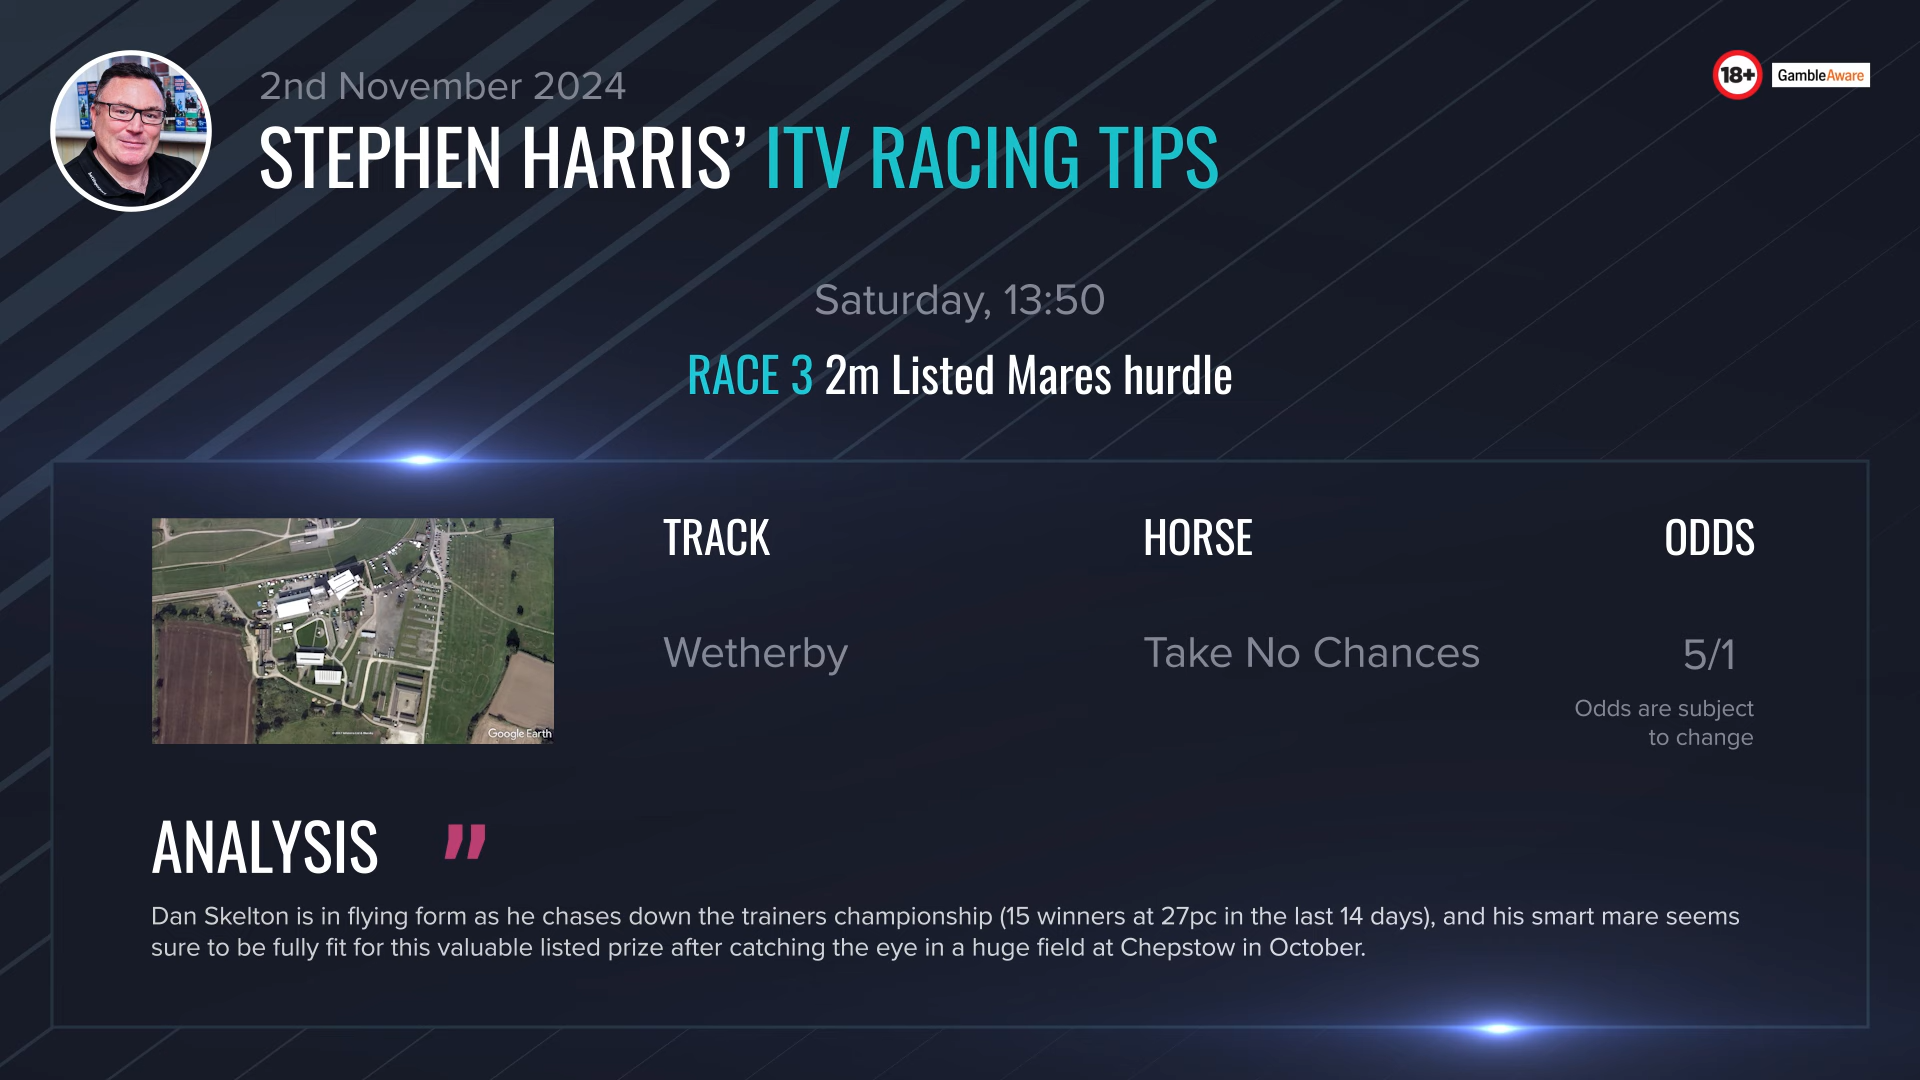 2nd November 2024
STEPHEN HARRIS’ ITV RACING TIPS
18+
GambleAware
Saturday, 13:50
RACE 3 2m Listed Mares hurdle
TRACK
HORSE
ODDS
Wetherby
Take No Chances
5/1
Odds are subject
to change
Google Earth
ANALYSIS ”
Dan Skelton is in flying form as he chases down the trainers championship (15 winners at 27pc in the last 14 days), and his smart mare seems
sure to be fully fit for this valuable listed prize after catching the eye in a huge field at Chepstow in October.